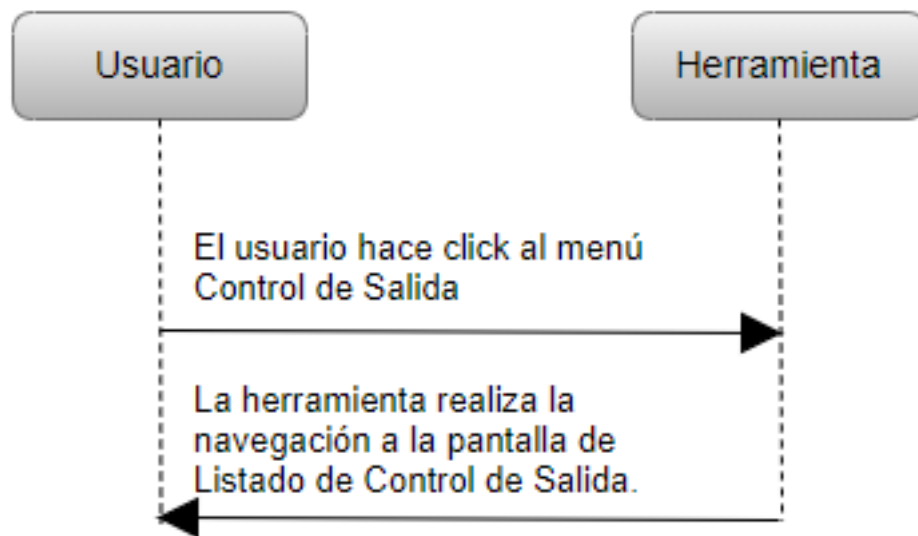 Usuario
Herramienta
El usuario hace click al menú
Control de Salida
La herramienta realiza la
navegación a la pantalla de
Listado de Control de Salida.